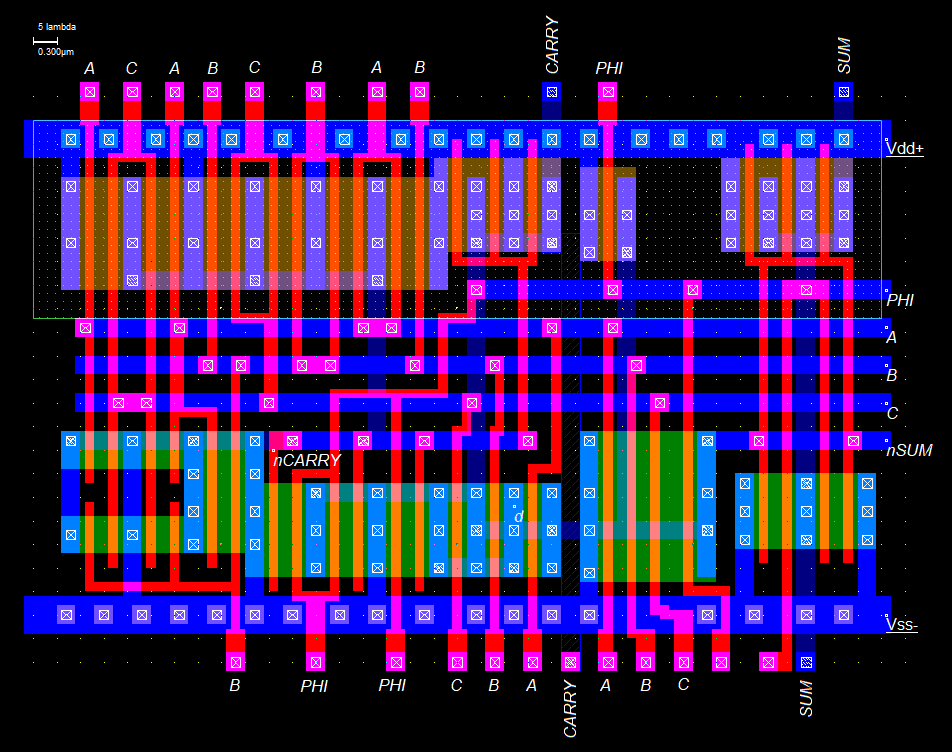 5 lambda
0.300µm
A C A B C B A B CARRY PHI SUM
Vdd+
PHI
A
B
C
nSUM
nCARRY
d
Vss-
B PHI PHI C B A CARRY A B C SUM